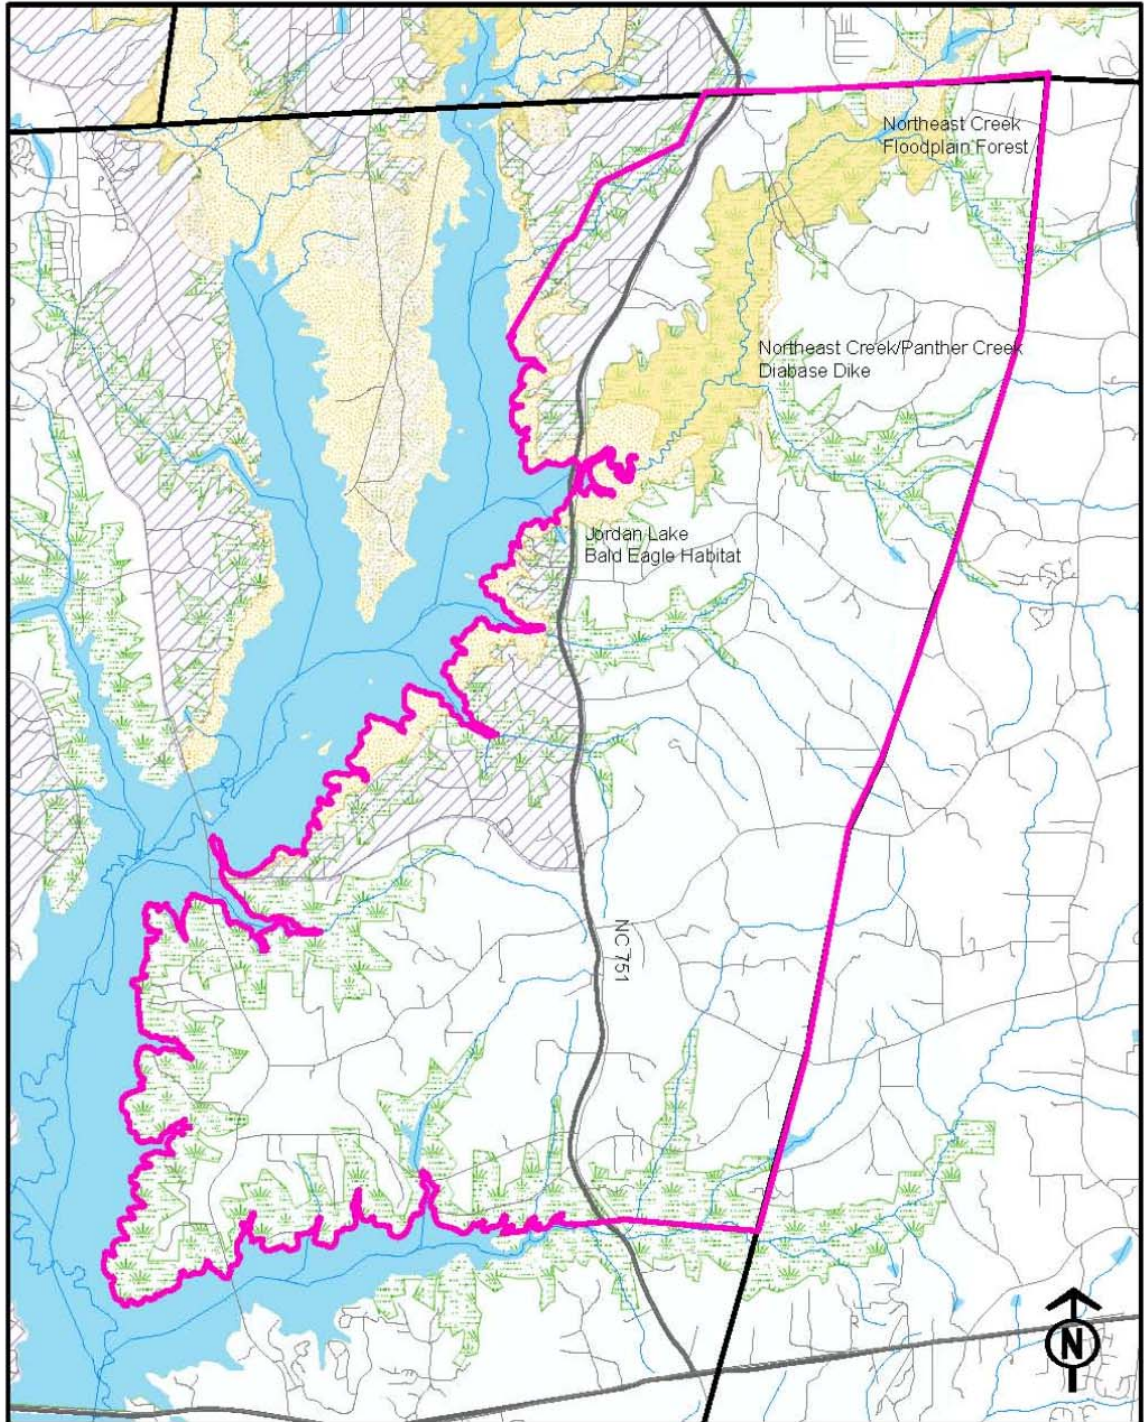 Northeast Creek
Floodplain Forest
Northeast Creek/Panther Creek
Diabase Dike
Jordan Lake
Bald Eagle Habitat
NC 751
N